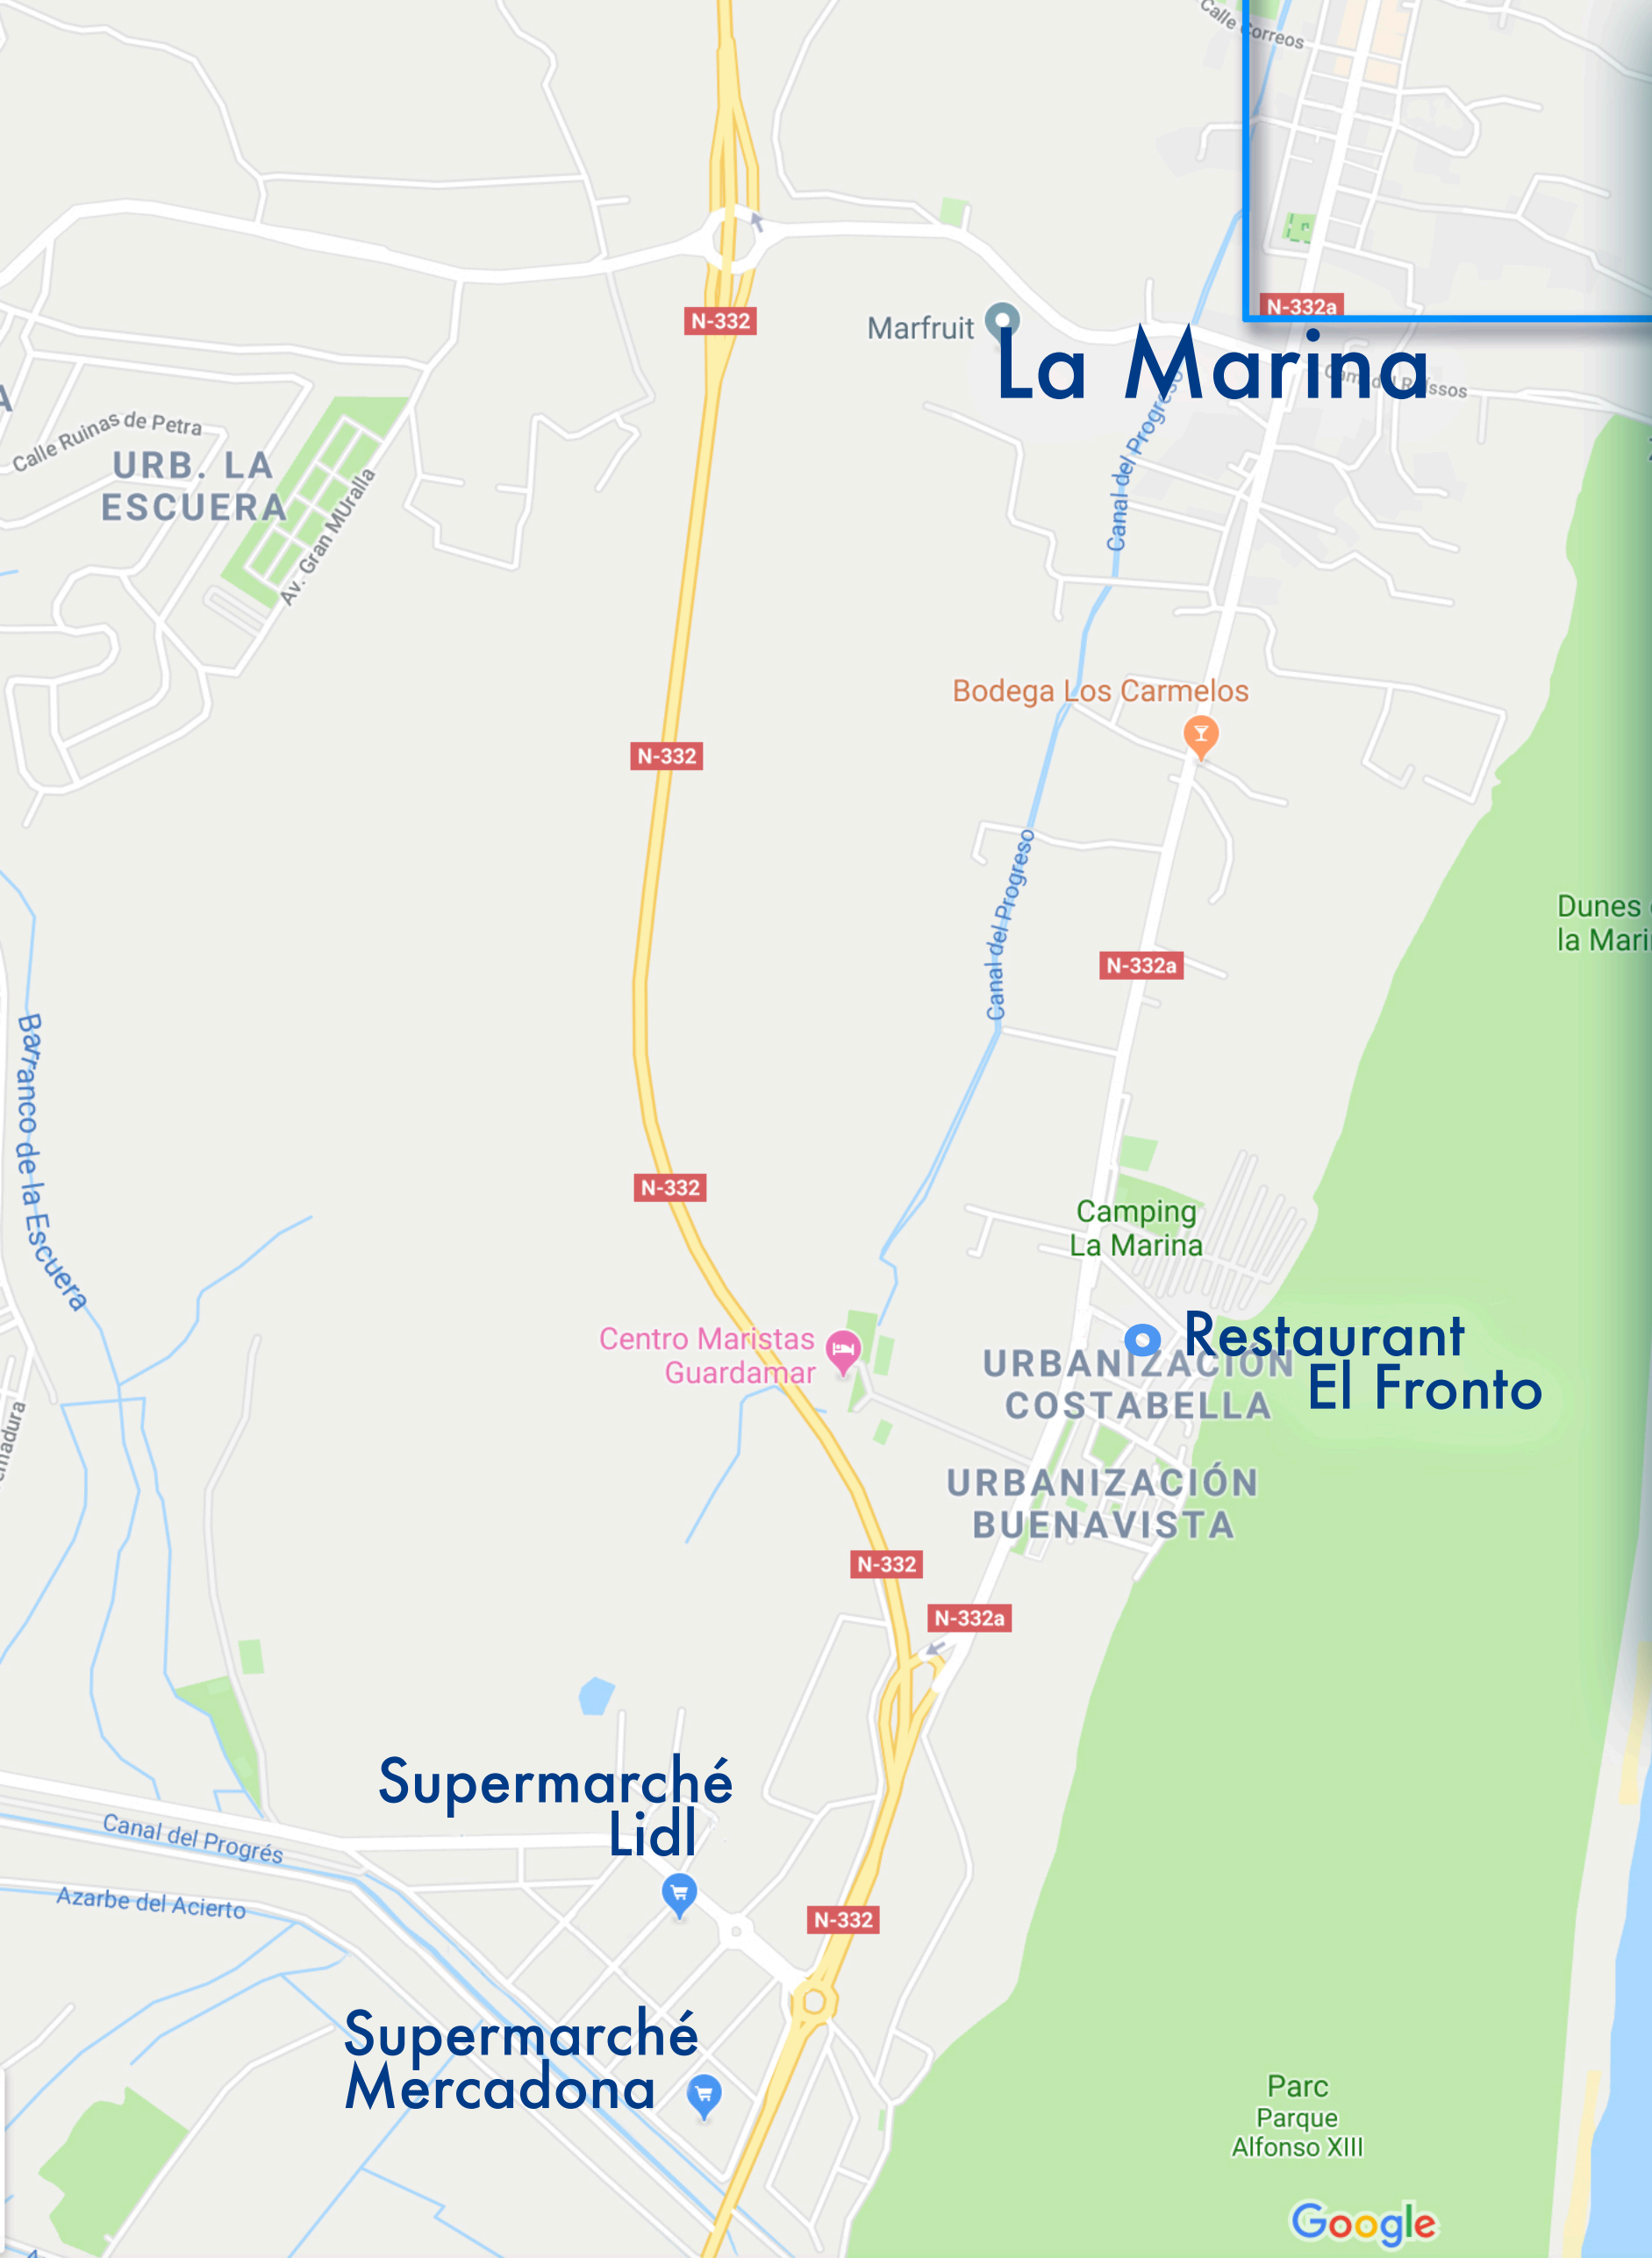 Calle Correos
N-332a
N-332
Marfruit
La Marina
Camí del
Calle Ruinas de Petra
URB. LA
ESCUERA
Av. Gran MUralla
Canal del Progreso
Bodega Los Carmelos
N-332
Dunes
la Mari
Canal del Progreso
N-332a
Barranco de la Escuera
N-332
Camping
La Marina
Centro Maristas
Guardamar
Restaurant
El Fronto
URBANIZACIÓN
COSTABELLA
URBANIZACIÓN
BUENAVISTA
N-332
N-332a
Supermarché
Lidl
Canal del Progrés
Azarbe del Acierto
N-332
Supermarché
Mercadona
Parc
Parque
Alfonso XIII
Google